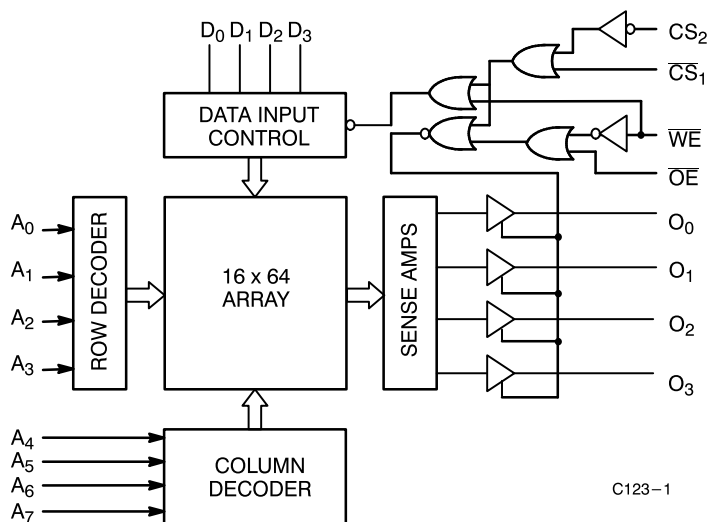 D0 D1 D2 D3
CS2
CS1
DATA INPUT
CONTROL
WE
OE
A0
A1
A2
A3
ROW DECODER
16 x 64
ARRAY
SENSE AMPS
O0
O1
O2
O3
A4
A5
A6
A7
COLUMN
DECODER
C123–1